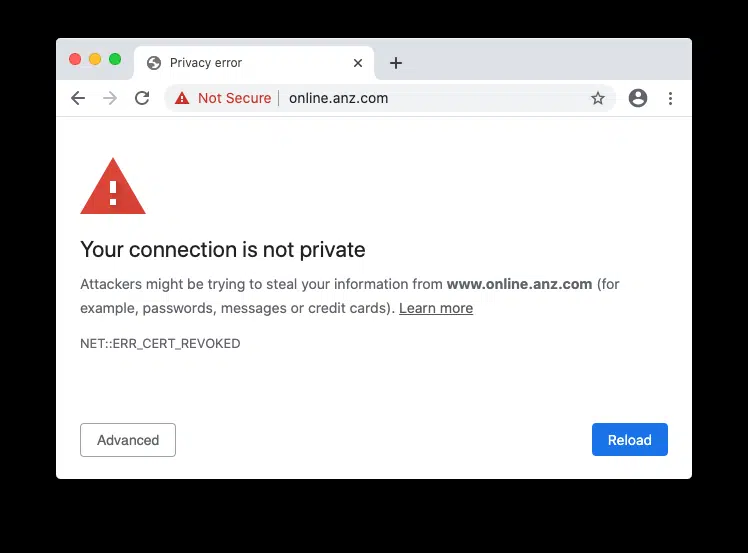 Privacy error
Not Secure online.anz.com
Your connection is not private
Attackers might be trying to steal your information from www.online.anz.com (for
example, passwords, messages or credit cards). Learn more
NET::ERR_CERT_REVOKED
Advanced
Reload